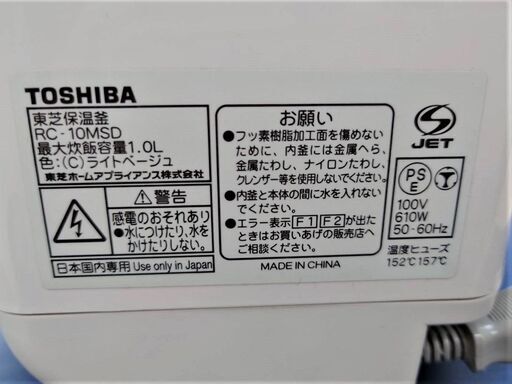 TOSHIBA
東芝保温釜
RC-10MSD
最大炊飯容量1.0L
色:(C)ライトベージュ
東芝ホームアプライアンス株式会社
警告
感電のおそれあり
●水につけたり,水を
かけたりしない。
日本国内専用 Use only in Japan
お願い
●フッ素樹脂加工面を傷めない
ために、内釜には金属へら、
金属たわし、ナイロンたわし、
クレンザー等を使用しないでください。
●内釜と本体の間に水を入れない
でください。
●エラー表示 F1 F2 が出た
ときはお買いあげの販売店へ
ご相談ください。
MADE IN CHINA
S
JET
PS
E
100V
610W
50-60Hz
温度ヒューズ
152℃157℃